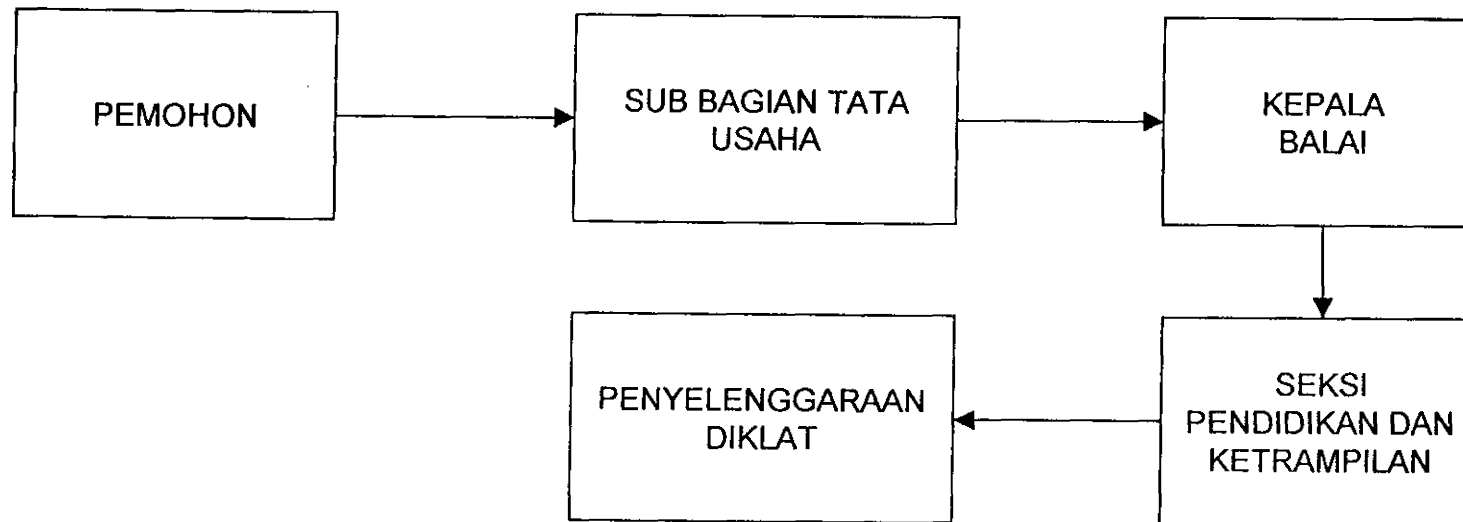 PEMOHON
SUB BAGIAN TATA
USAHA
KEPALA
BALAI
SEKSI
PENDIDIKAN DAN
KETRAMPILAN
PENYELENGGARAAN
DIKLAT